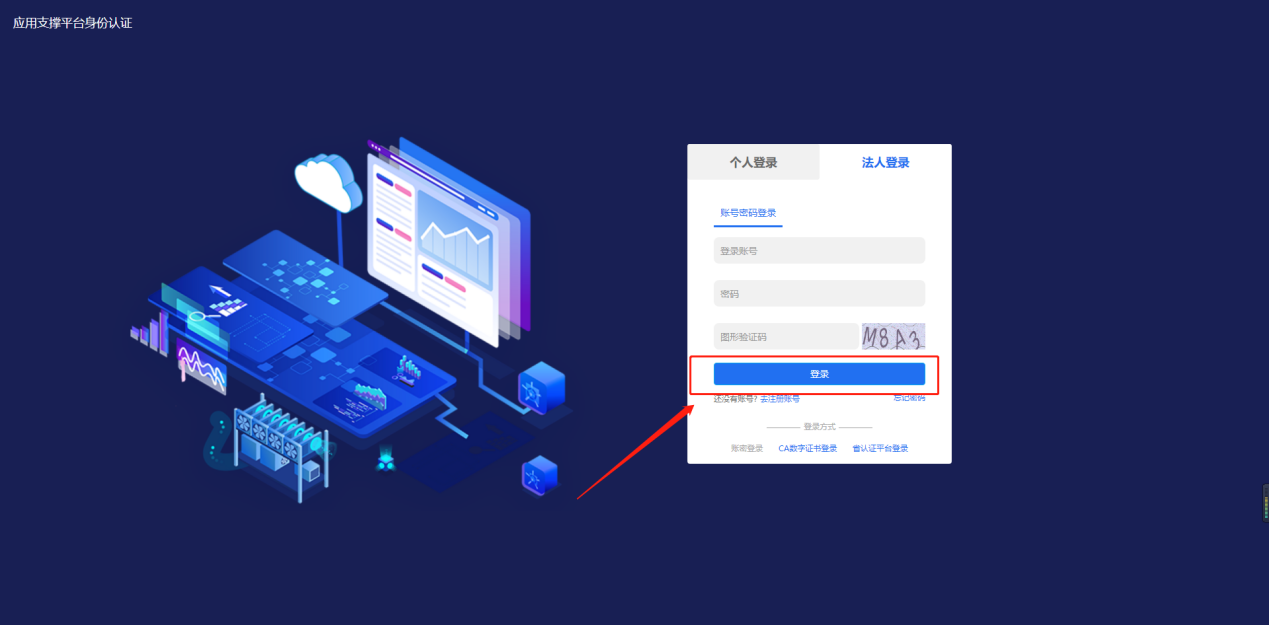 应用支撑平台身份认证
个人登录 法人登录
账号密码登录
登录账号
密码
图形验证码 M8A3
登录
还没有账号?去注册账号 忘记密码
登录方式
账密登录 CA数字证书登录 省认证平台登录